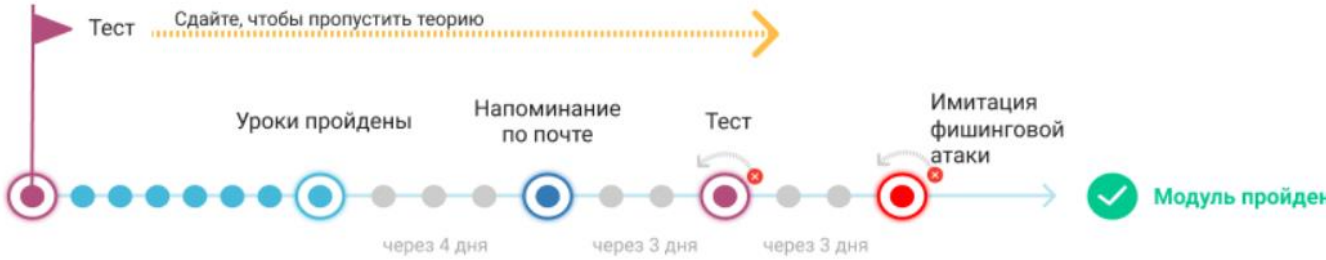 Тест
Сдайте, чтобы пропустить теорию
Уроки пройдены
Напоминание
по почте
Тест
Имитация
фишинговой
атаки
Модуль пройден
через 4 дня
через 3 дня
через 3 дня